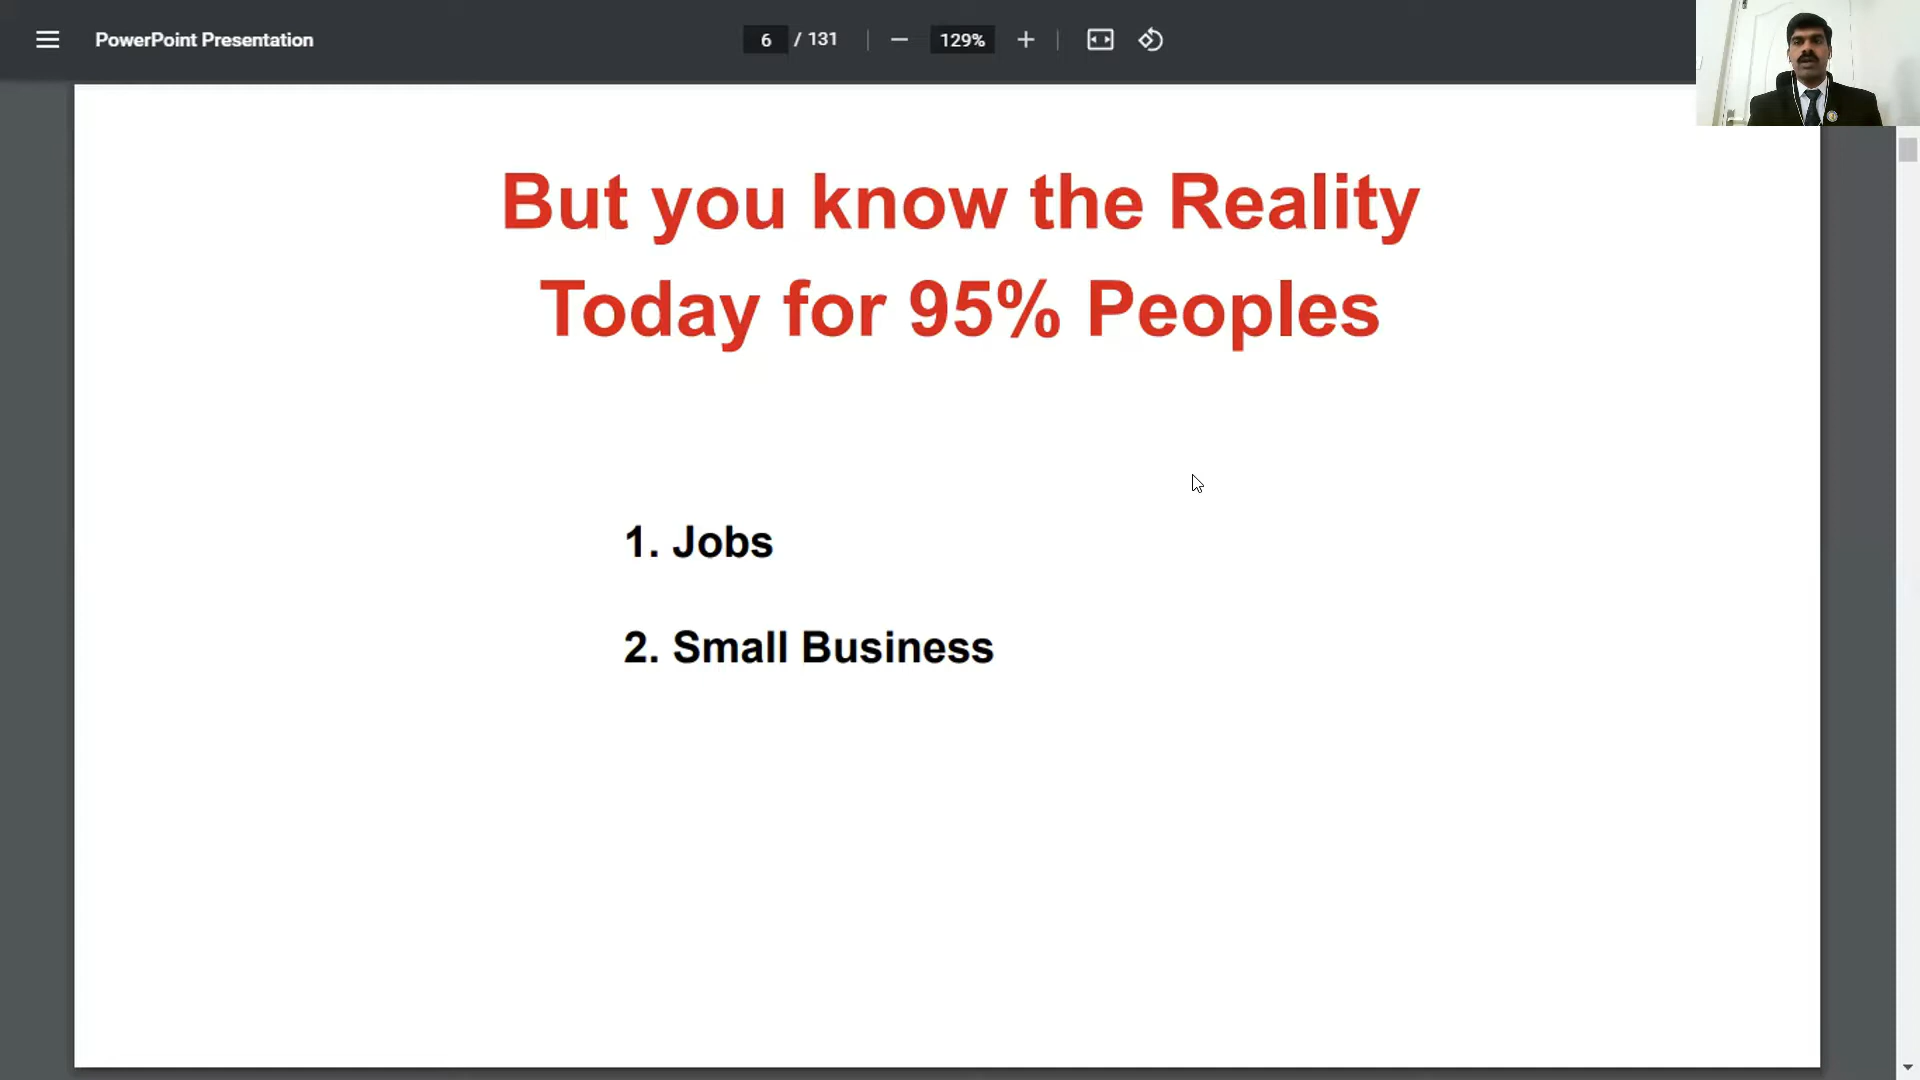 PowerPoint Presentation
6 / 131
129%
But you know the Reality
Today for 95% Peoples
1. Jobs
2. Small Business